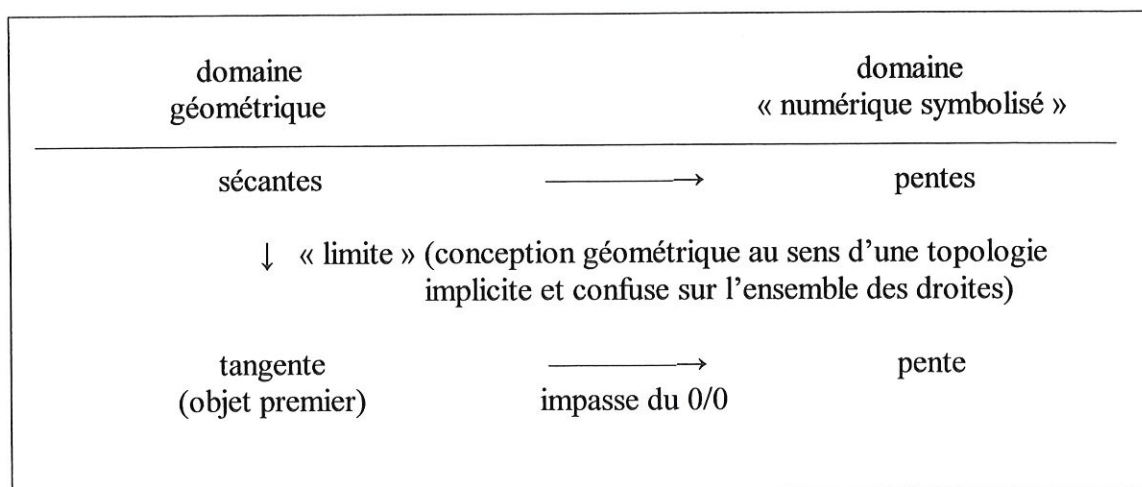 domaine géométrique
domaine « numérique symbolisé »
sécantes ⟶ pentes
↓ « limite » (conception géométrique au sens d'une topologie
implicite et confuse sur l'ensemble des droites)
tangente ⟶ pente
(objet premier) impasse du 0/0